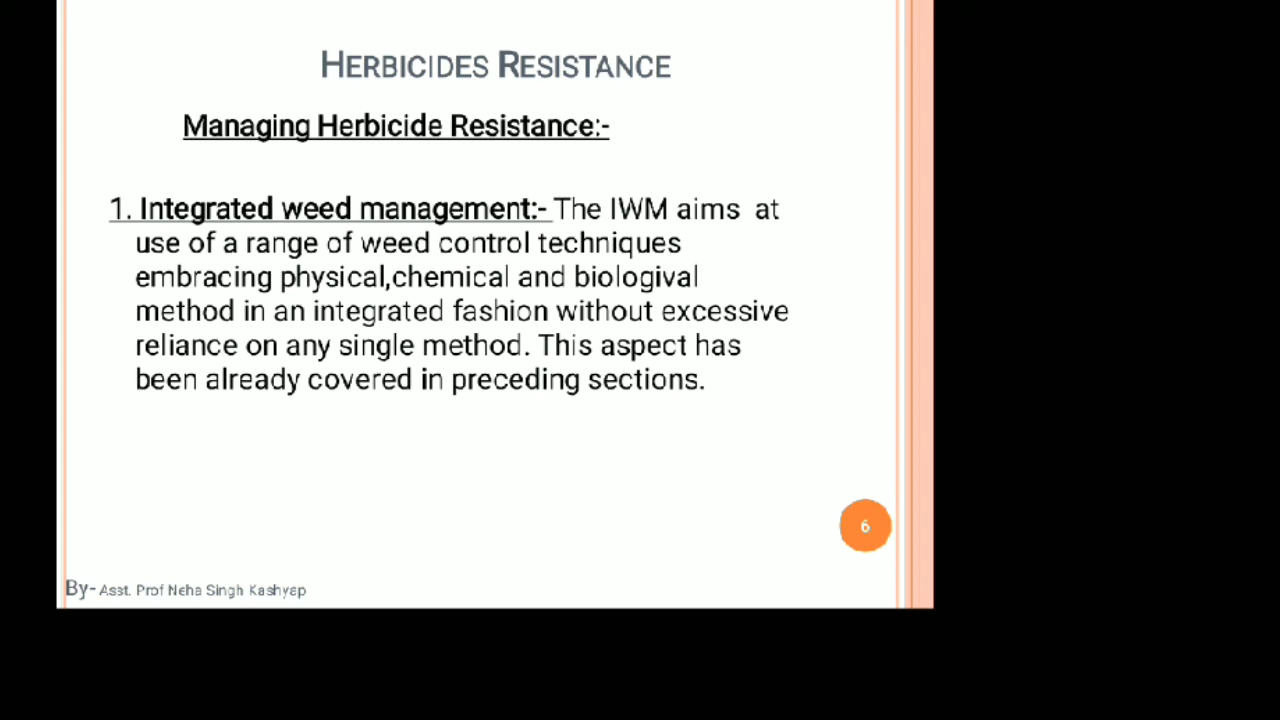 HERBICIDES RESISTANCE
Managing Herbicide Resistance:-
1. Integrated weed management:- The IWM aims at
use of a range of weed control techniques
embracing physical,chemical and biologival
method in an integrated fashion without excessive
reliance on any single method. This aspect has
been already covered in preceding sections.
6
By- Asst. Prof Neha Singh Kashyap